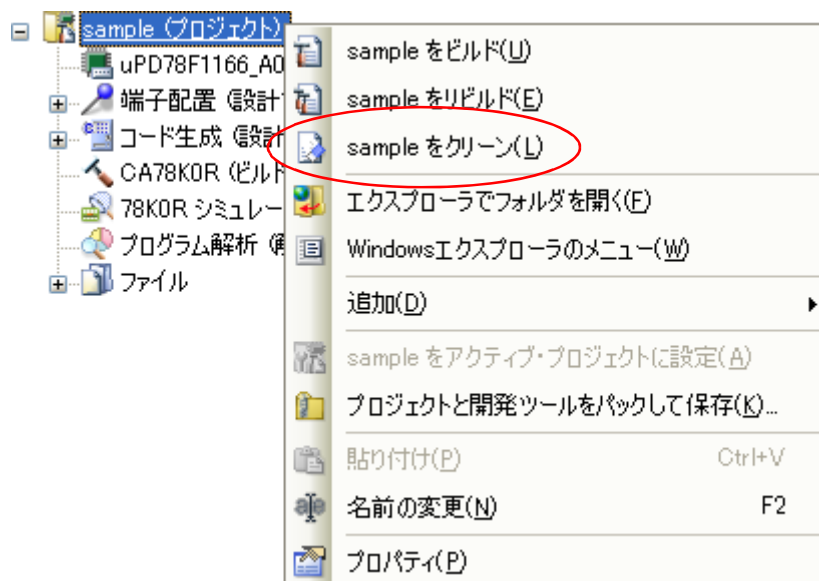 sample (プロジェクト)
uPD78F1166_A0
端子配置 (設計
コード生成 (設計
CA78K0R (ビルド
78K0R シミュレー
プログラム解析 (解
ファイル
sample をビルド(U)
sample をリビルド(E)
sample をクリーン(L)
エクスプローラでフォルダを開く(F)
Windowsエクスプローラのメニュー(W)
追加(D)
sample をアクティブ・プロジェクトに設定(A)
プロジェクトと開発ツールをパックして保存(K)...
貼り付け(P) Ctrl+V
名前の変更(N) F2
プロパティ(P)